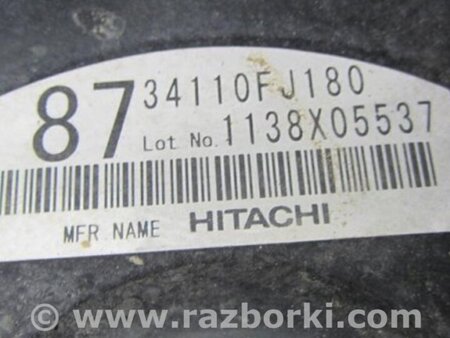 87 34110FJ180
Lot No. 1138X05537
MFR NAME HITACHI
© www.razborki.com